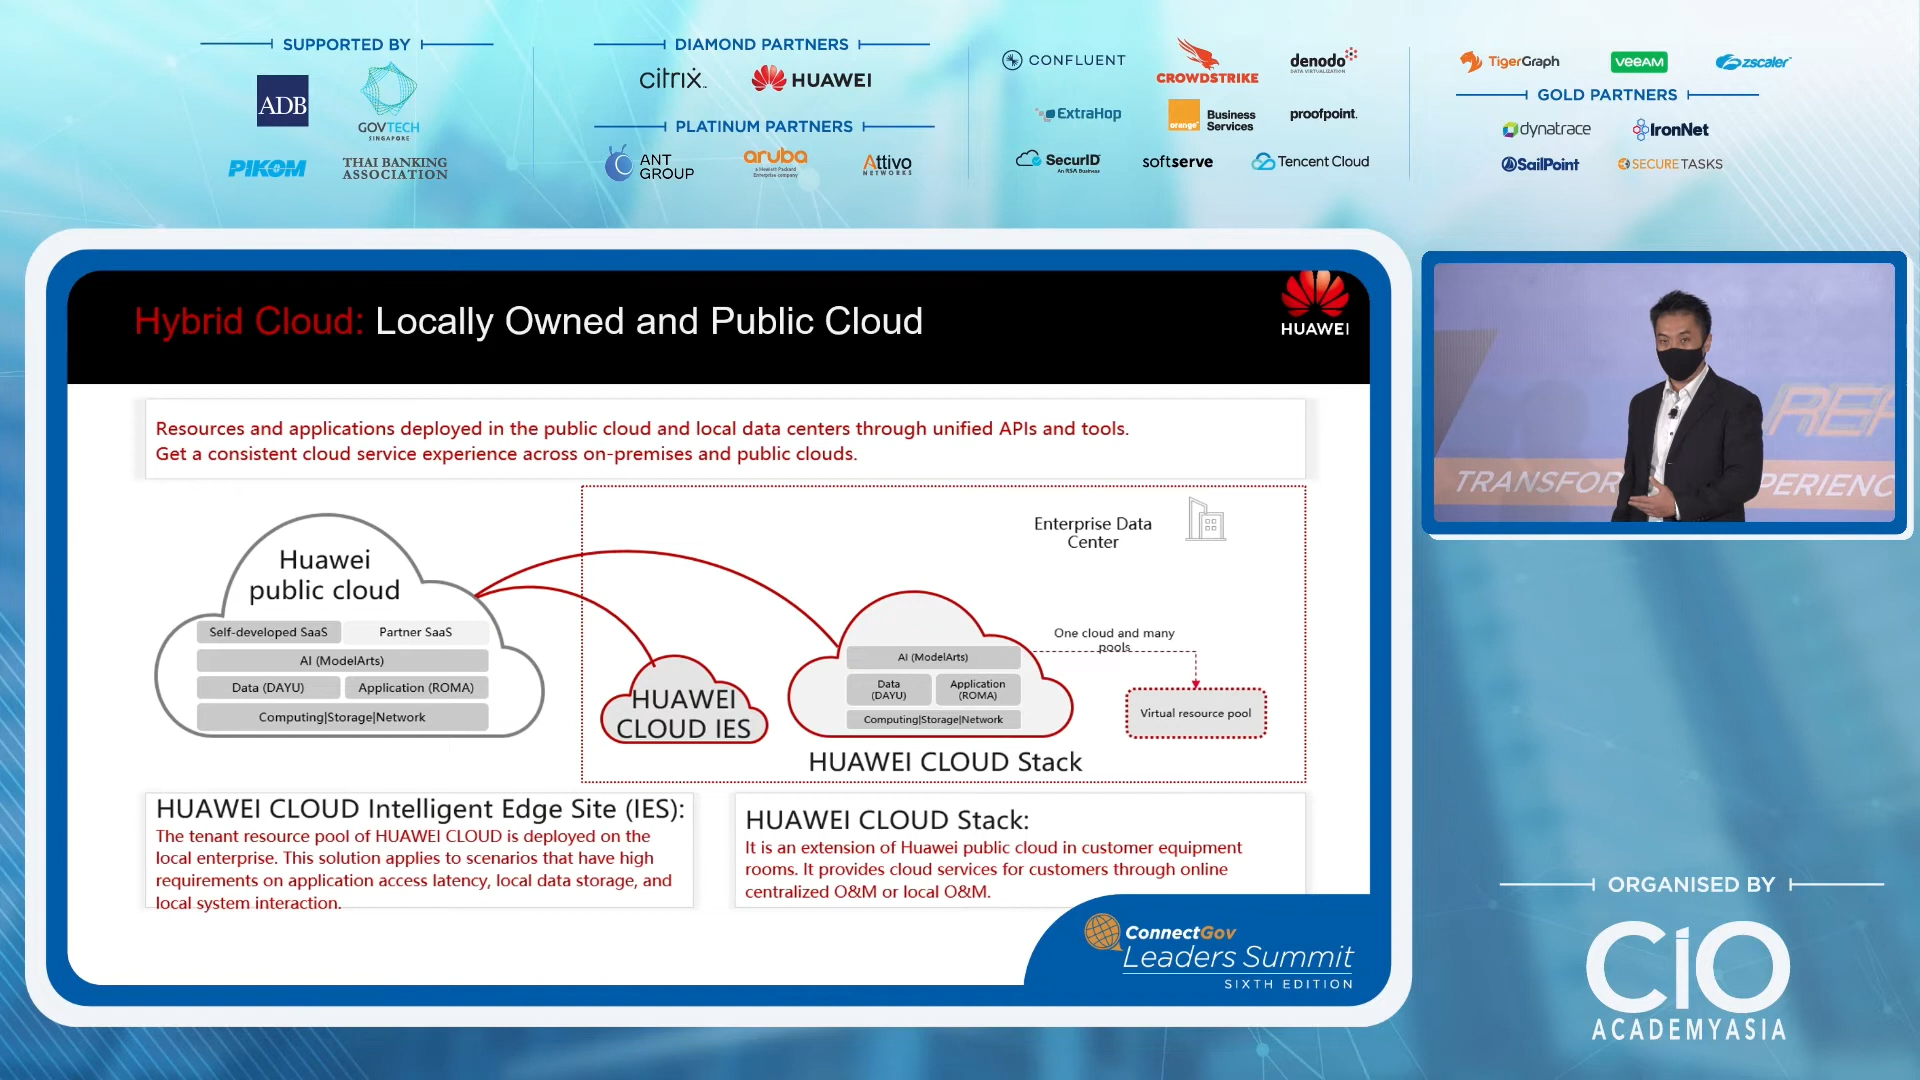 SUPPORTED BY
ADB
GOVTECH
SINGAPORE
PIKOM
THAI BANKING
ASSOCIATION
DIAMOND PARTNERS
CITRIX
HUAWEI
PLATINUM PARTNERS
ANT
GROUP
aruba
a Hewlett Packard
Enterprise company
Attivo
NETWORKS
CONFLUENT
CROWDSTRIKE
denodo
DATA VIRTUALIZATION
ExtraHop
orange
Business
Services
proofpoint.
SecurID
An RSA Business
softserve
Tencent Cloud
TigerGraph
VEEAM
zscaler
GOLD PARTNERS
dynatrace
IronNet
SailPoint
SECURE TASKS
Hybrid Cloud: Locally Owned and Public Cloud
HUAWEI
Resources and applications deployed in the public cloud and local data centers through unified APIs and tools.
Get a consistent cloud service experience across on-premises and public clouds.
Huawei
public cloud
Self-developed SaaS
Partner SaaS
AI (ModelArts)
Data (DAYU)
Application (ROMA)
Computing|Storage|Network
Enterprise Data
Center
HUAWEI
CLOUD IES
AI (ModelArts)
Data
(DAYU)
Application
(ROMA)
Computing|Storage|Network
HUAWEI CLOUD Stack
One cloud and many
pools
Virtual resource pool
HUAWEI CLOUD Intelligent Edge Site (IES):
The tenant resource pool of HUAWEI CLOUD is deployed on the
local enterprise. This solution applies to scenarios that have high
requirements on application access latency, local data storage, and
local system interaction.
HUAWEI CLOUD Stack:
It is an extension of Huawei public cloud in customer equipment
rooms. It provides cloud services for customers through online
centralized O&M or local O&M.
ConnectGov
Leaders Summit
SIXTH EDITION
ORGANISED BY
CIO
ACADEMYASIA